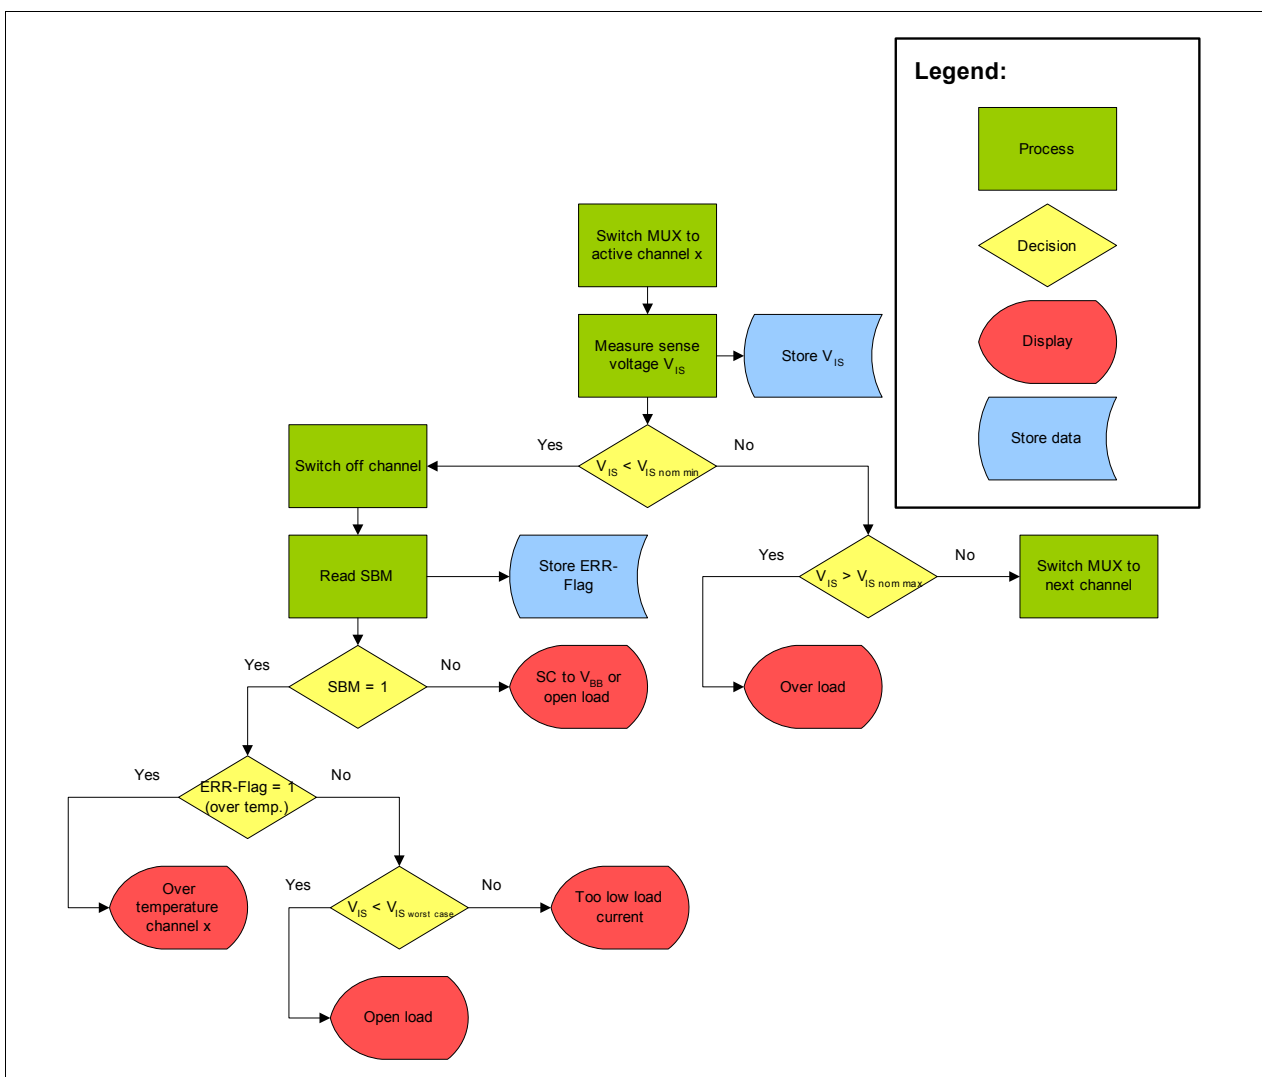 Legend:
Process
Decision
Display
Store data
Switch MUX to
active channel x
Measure sense
voltage VIS
Store VIS
Yes
No
VIS < VIS nom min
Switch off channel
Read SBM
Store ERR-
Flag
Yes
No
VIS > VIS nom max
Switch MUX to
next channel
Over load
Yes
No
SBM = 1
SC to VBB or
open load
Yes
No
ERR-Flag = 1
(over temp.)
Over
temperature
channel x
Yes
No
VIS < VIS worst case
Too low load
current
Open load